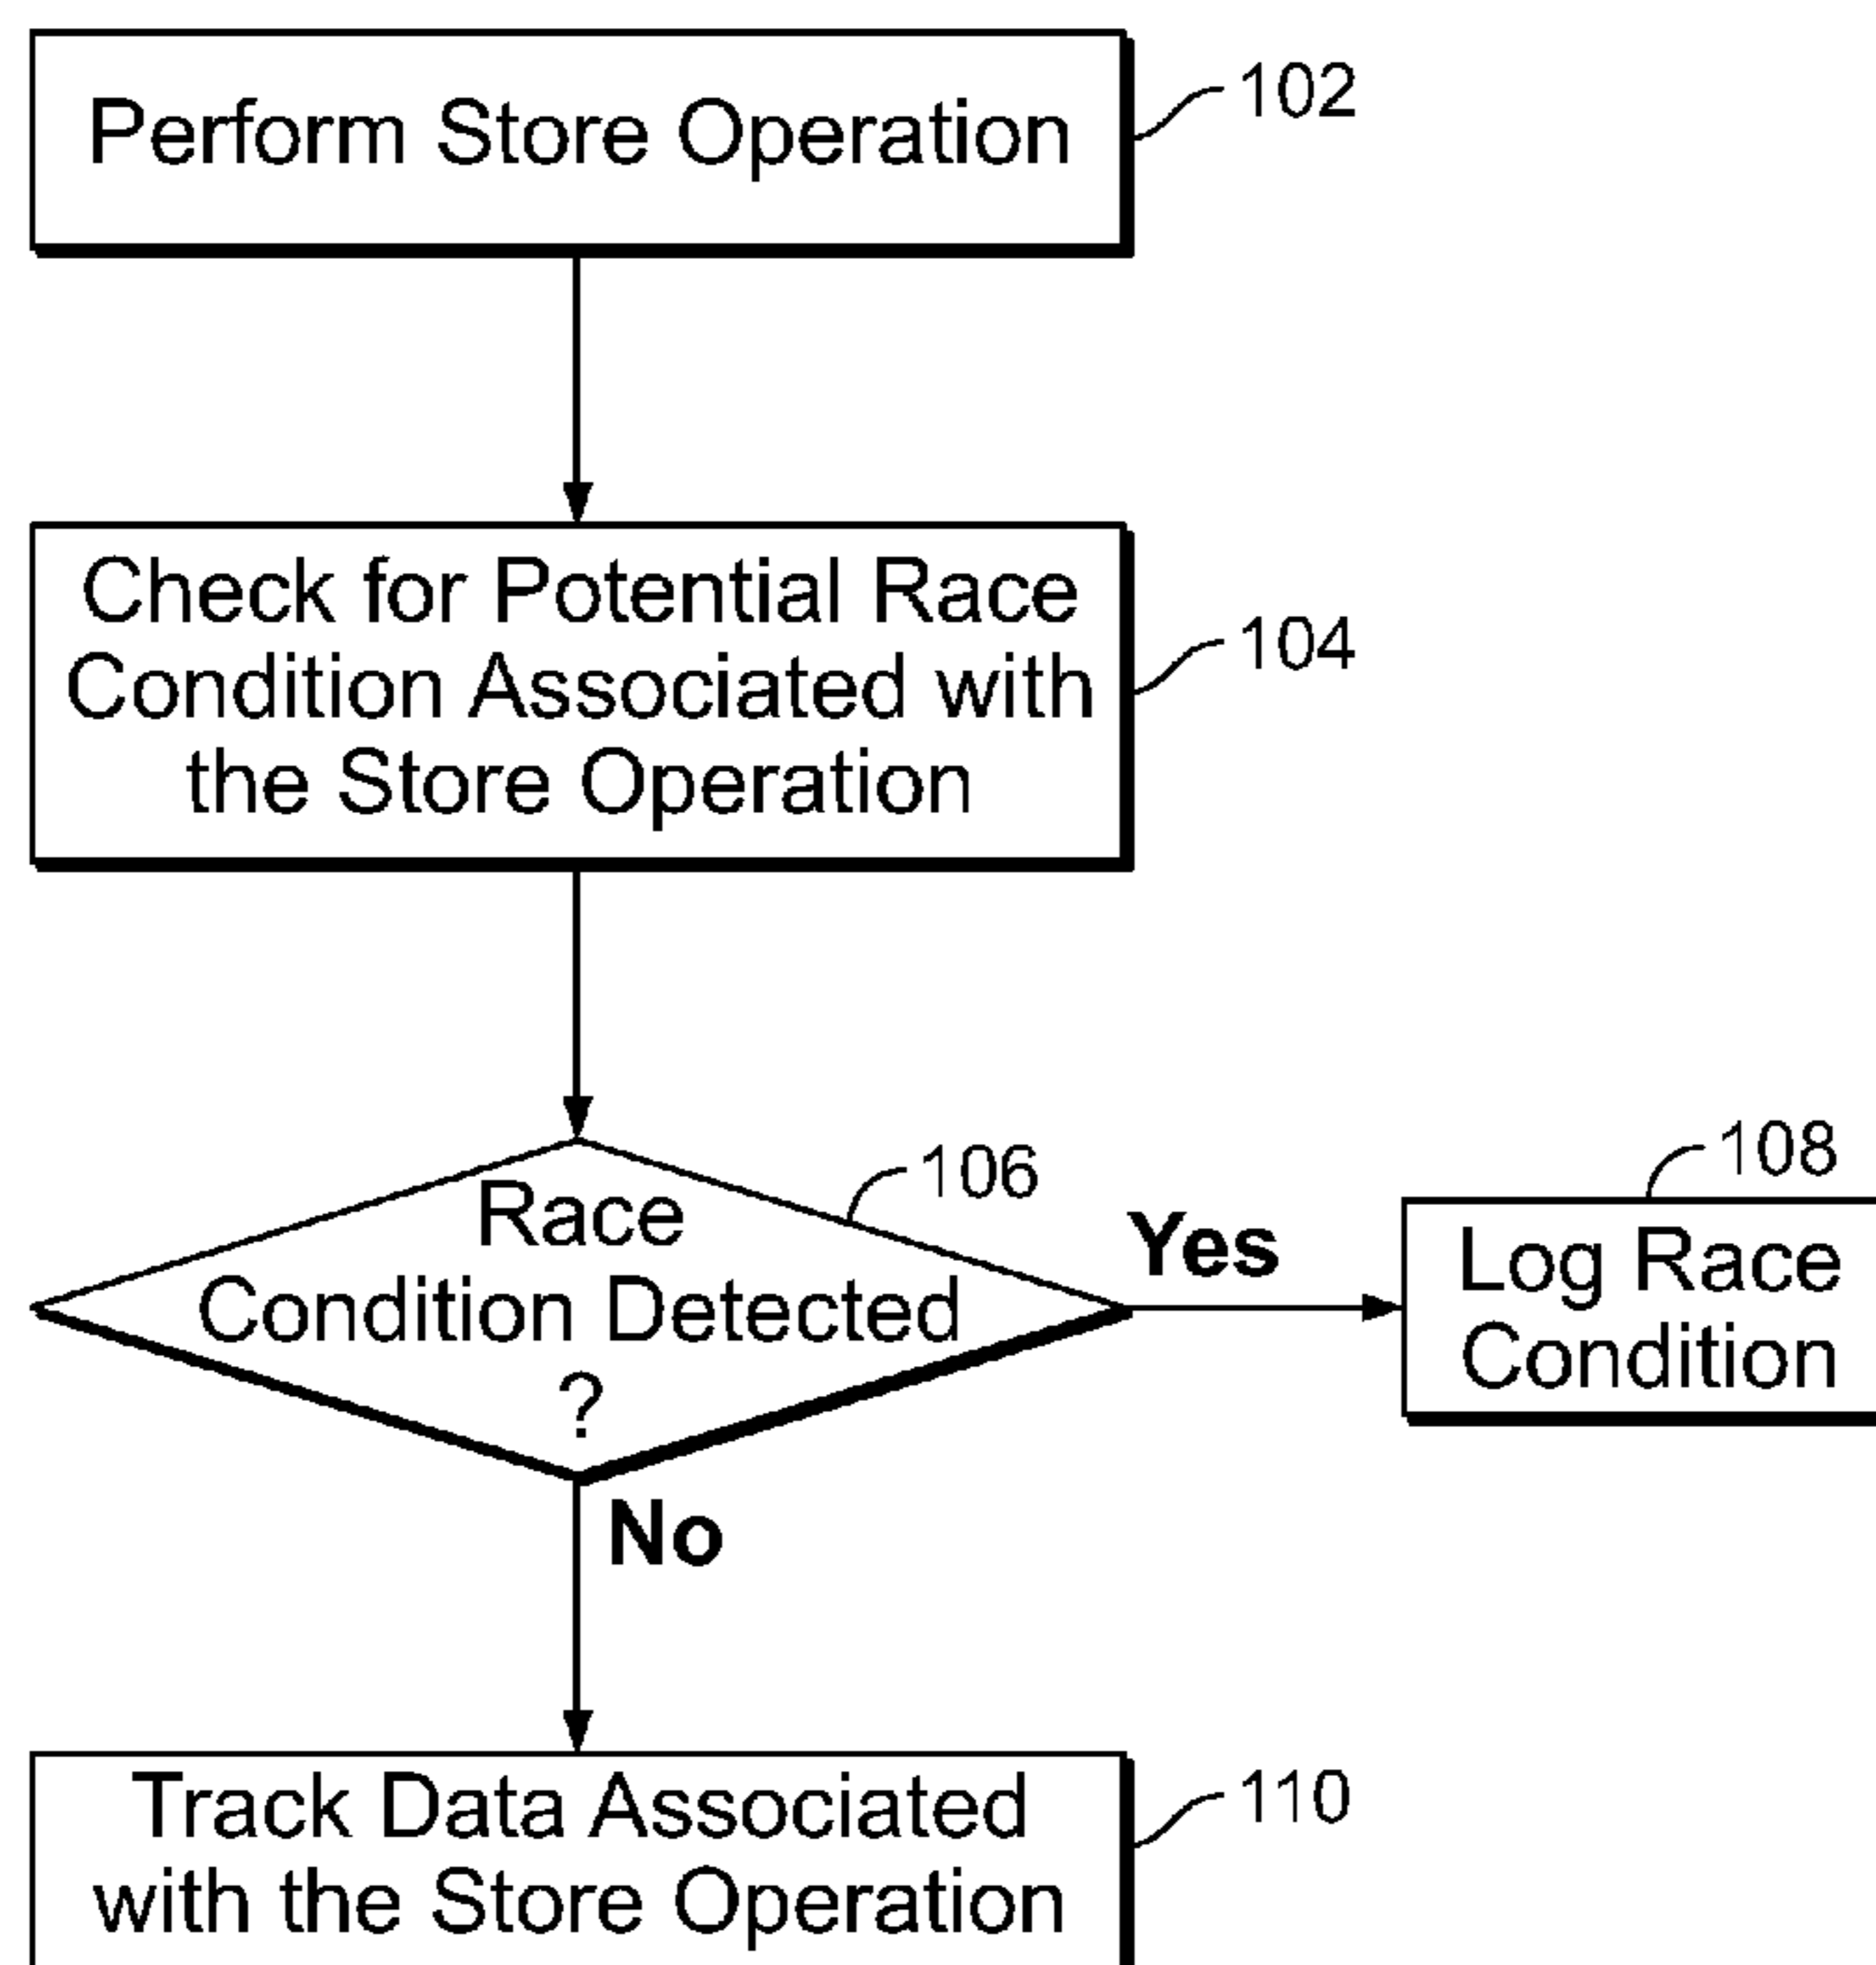 Perform Store Operation
102
Check for Potential Race
Condition Associated with
the Store Operation
104
Race
Condition Detected
?
106
Yes
108
Log Race
Condition
No
Track Data Associated
with the Store Operation
110